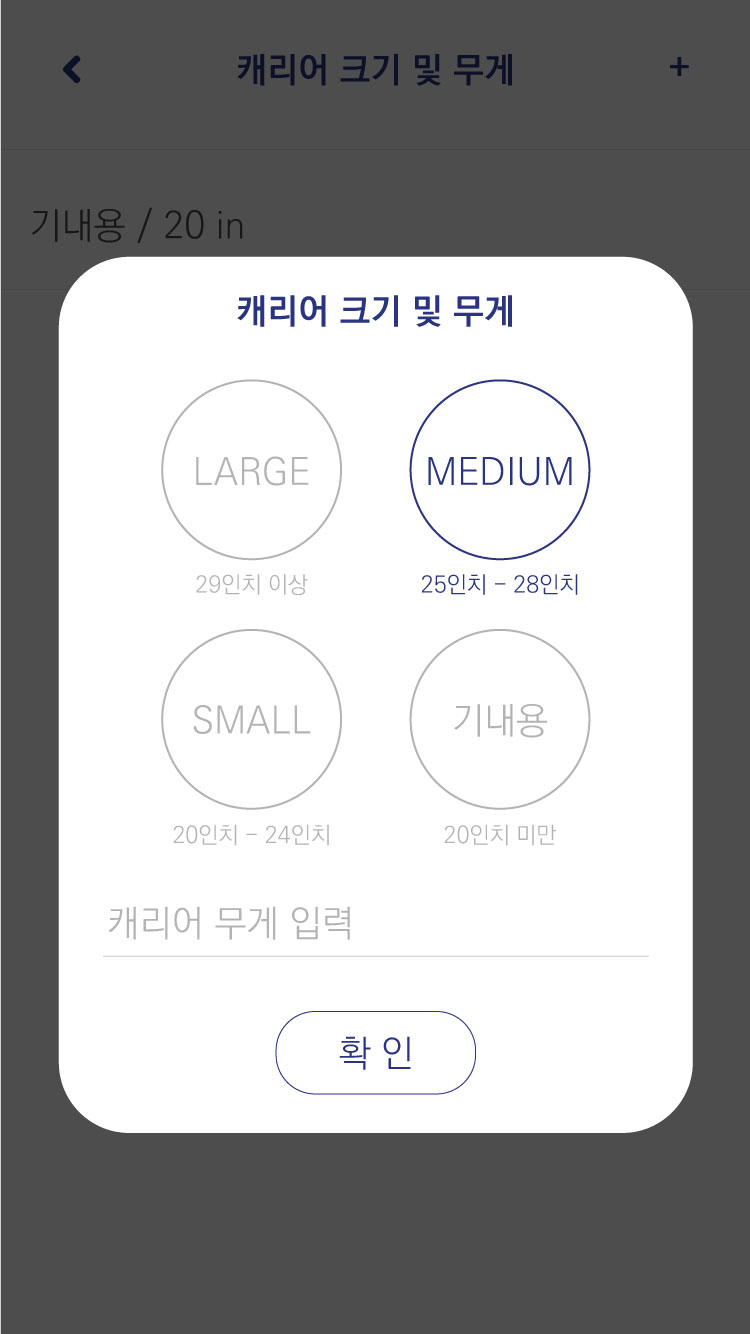 캐리어 크기 및 무게 +
기내용 / 20 in
캐리어 크기 및 무게
LARGE
29인치 이상
MEDIUM
25인치 - 28인치
SMALL
20인치 - 24인치
기내용
20인치 미만
캐리어 무게 입력
확 인